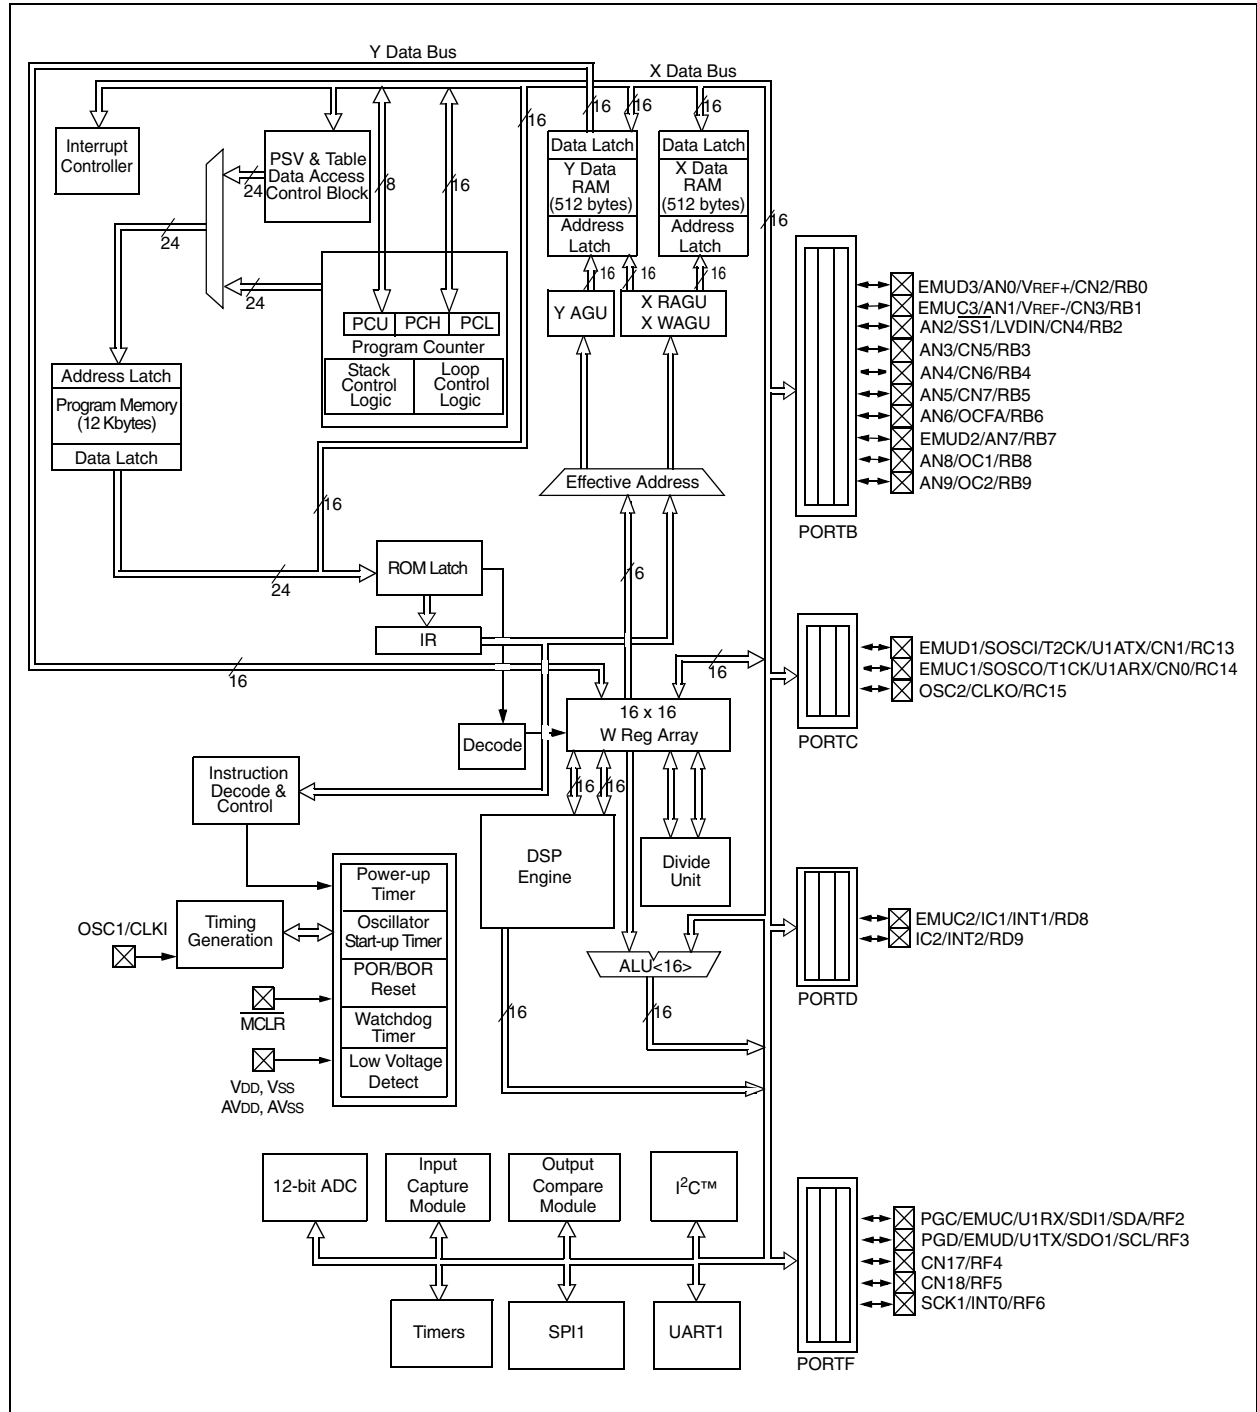 Y Data Bus
X Data Bus
16
16
16
16
Interrupt
Controller
PSV & Table
Data Access
Control Block
24
8
16
24
24
Data Latch
Y Data
RAM
(512 bytes)
Address
Latch
Data Latch
X Data
RAM
(512 bytes)
Address
Latch
16
16
16
16
Y AGU
X RAGU
X WAGU
PCU
PCH
PCL
Program Counter
Stack
Control
Logic
Loop
Control
Logic
Address Latch
Program Memory
(12 Kbytes)
Data Latch
Effective Address
16
24
ROM Latch
IR
6
16
16
16 x 16
W Reg Array
Decode
Instruction
Decode &
Control
16
16
DSP
Engine
Divide
Unit
Power-up
Timer
Oscillator
Start-up Timer
POR/BOR
Reset
Watchdog
Timer
Low Voltage
Detect
OSC1/CLKI
Timing
Generation
MCLR
VDD, VSS
AVDD, AVSS
ALU<16>
16
16
12-bit ADC
Input
Capture
Module
Output
Compare
Module
I²C™
Timers
SPI1
UART1
EMUD3/AN0/VREF+/CN2/RB0
EMUC3/AN1/VREF-/CN3/RB1
AN2/SS1/LVDIN/CN4/RB2
AN3/CN5/RB3
AN4/CN6/RB4
AN5/CN7/RB5
AN6/OCFA/RB6
EMUD2/AN7/RB7
AN8/OC1/RB8
AN9/OC2/RB9
PORTB
EMUD1/SOSCI/T2CK/U1ATX/CN1/RC13
EMUC1/SOSCO/T1CK/U1ARX/CN0/RC14
OSC2/CLKO/RC15
PORTC
EMUC2/IC1/INT1/RD8
IC2/INT2/RD9
PORTD
PGC/EMUC/U1RX/SDI1/SDA/RF2
PGD/EMUD/U1TX/SDO1/SCL/RF3
CN17/RF4
CN18/RF5
SCK1/INT0/RF6
PORTF